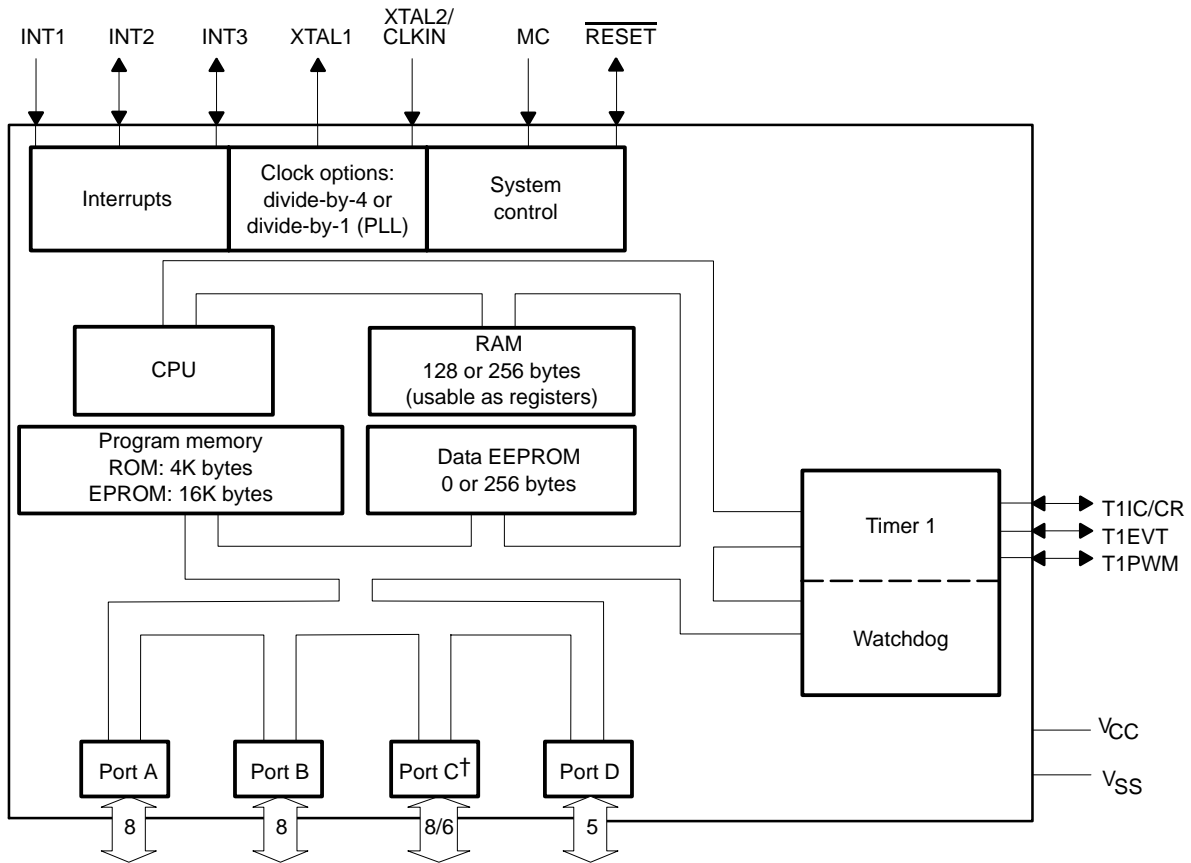 INT1 INT2 INT3 XTAL1 XTAL2/ CLKIN MC RESET
Interrupts
Clock options:
divide-by-4 or
divide-by-1 (PLL)
System
control
CPU
RAM
128 or 256 bytes
(usable as registers)
Program memory
ROM: 4K bytes
EPROM: 16K bytes
Data EEPROM
0 or 256 bytes
Timer 1
Watchdog
T1IC/CR
T1EVT
T1PWM
VCC
VSS
Port A Port B Port C† Port D
8 8 8/6 5